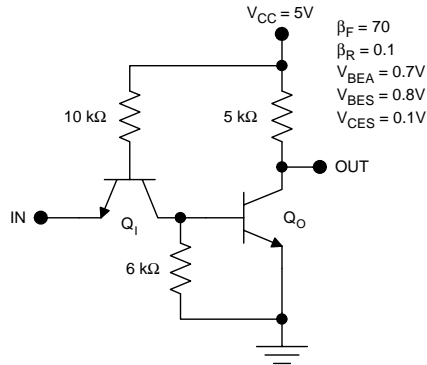 V_CC = 5V
β_F = 70
β_R = 0.1
V_BEA = 0.7V
V_BES = 0.8V
V_CES = 0.1V
10 kΩ
5 kΩ
OUT
IN
Q_I
Q_O
6 kΩ